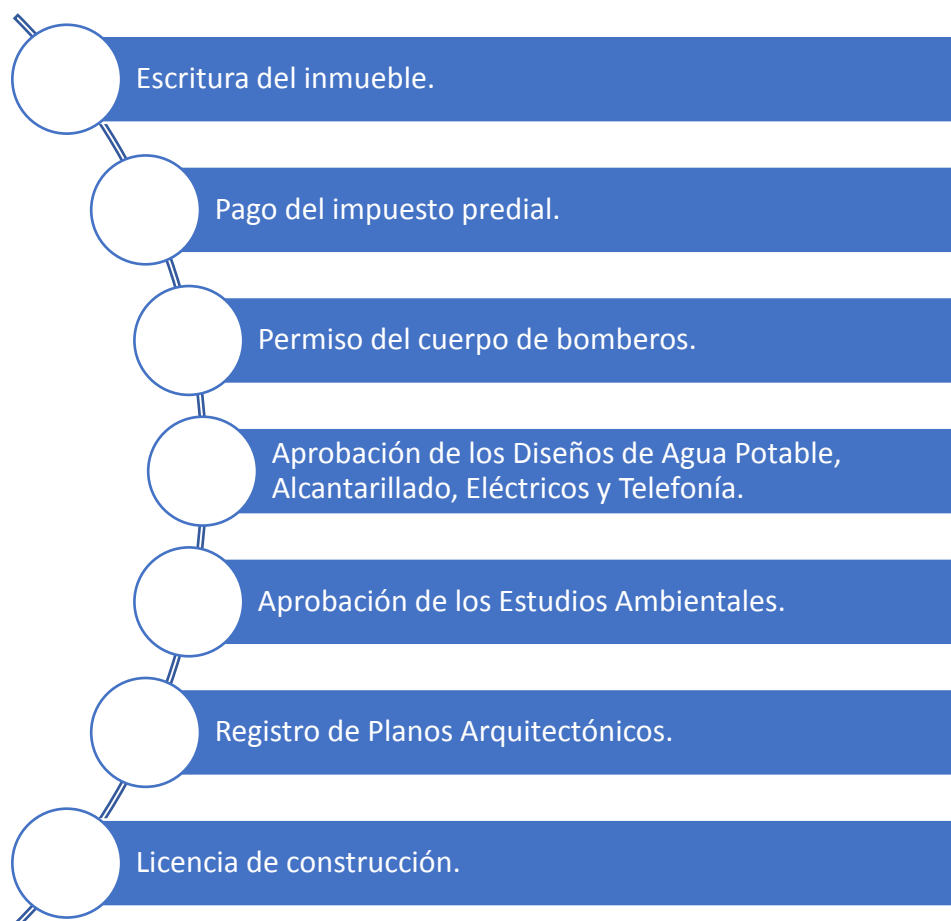 Escritura del inmueble.
Pago del impuesto predial.
Permiso del cuerpo de bomberos.
Aprobación de los Diseños de Agua Potable,
Alcantarillado, Eléctricos y Telefonía.
Aprobación de los Estudios Ambientales.
Registro de Planos Arquitectónicos.
Licencia de construcción.